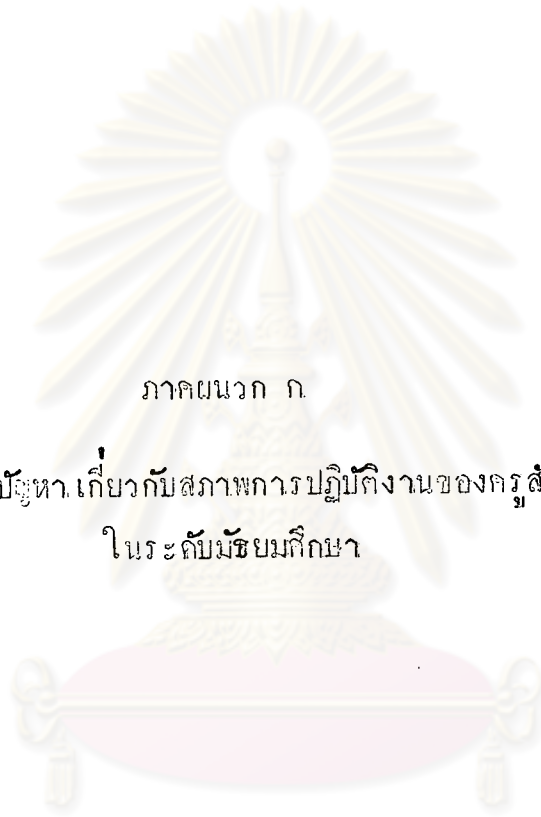 ภาคผนวก ก
ปัญหาเกี่ยวกับสภาพการปฏิบัติงานของครูสั
ในระดับมัธยมศึกษา